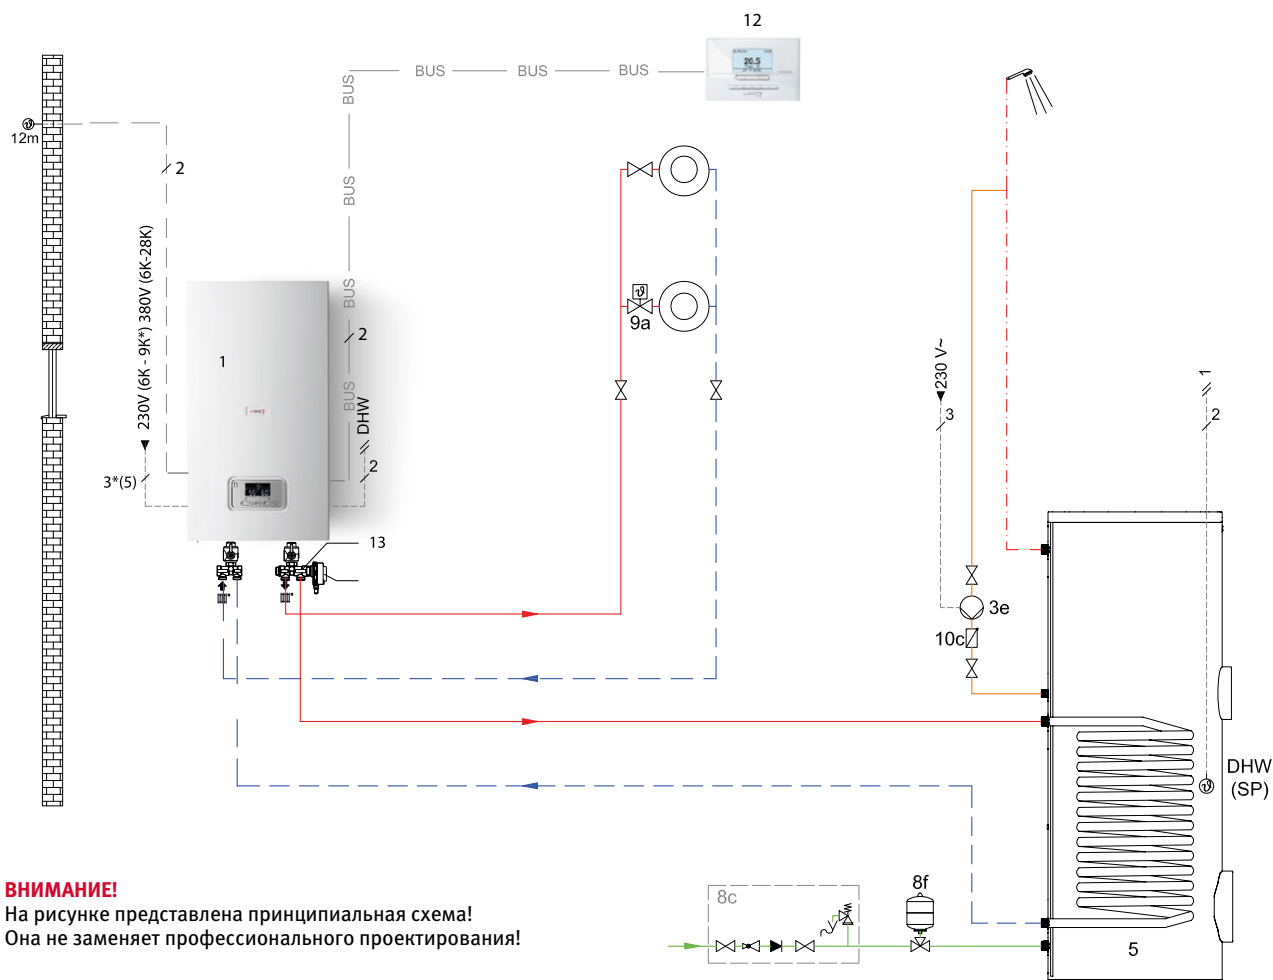 12
BUS
BUS
BUS
BUS
20.5
12m
2
BUS
230V (6K - 9K*) 380V (6K-28K)
BUS
9a
1
2
230 V~
BUS
DHW
1
3
2
3*(5)
2
13
3e
10c
DHW
(SP)
ВНИМАНИЕ!
На рисунке представлена принципиальная схема!
Она не заменяет профессионального проектирования!
8c
8f
5